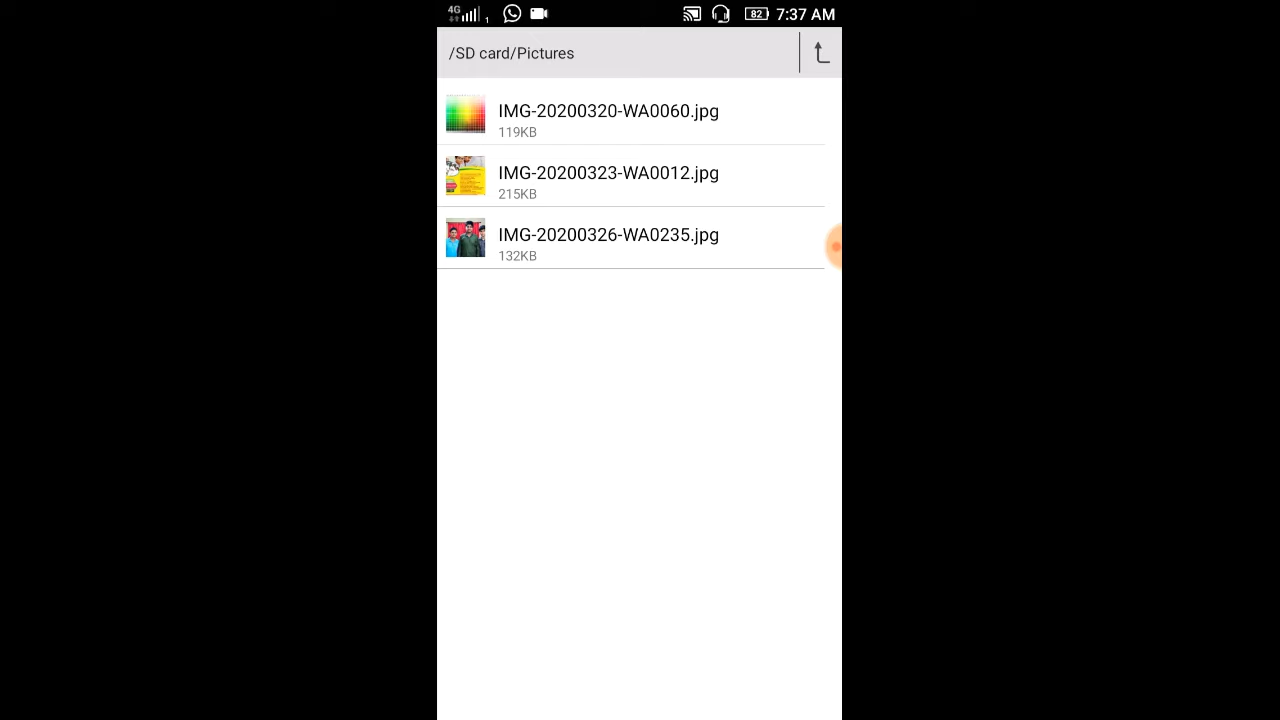 4G 1 82 7:37 AM
/SD card/Pictures
IMG-20200320-WA0060.jpg
119KB
IMG-20200323-WA0012.jpg
215KB
IMG-20200326-WA0235.jpg
132KB